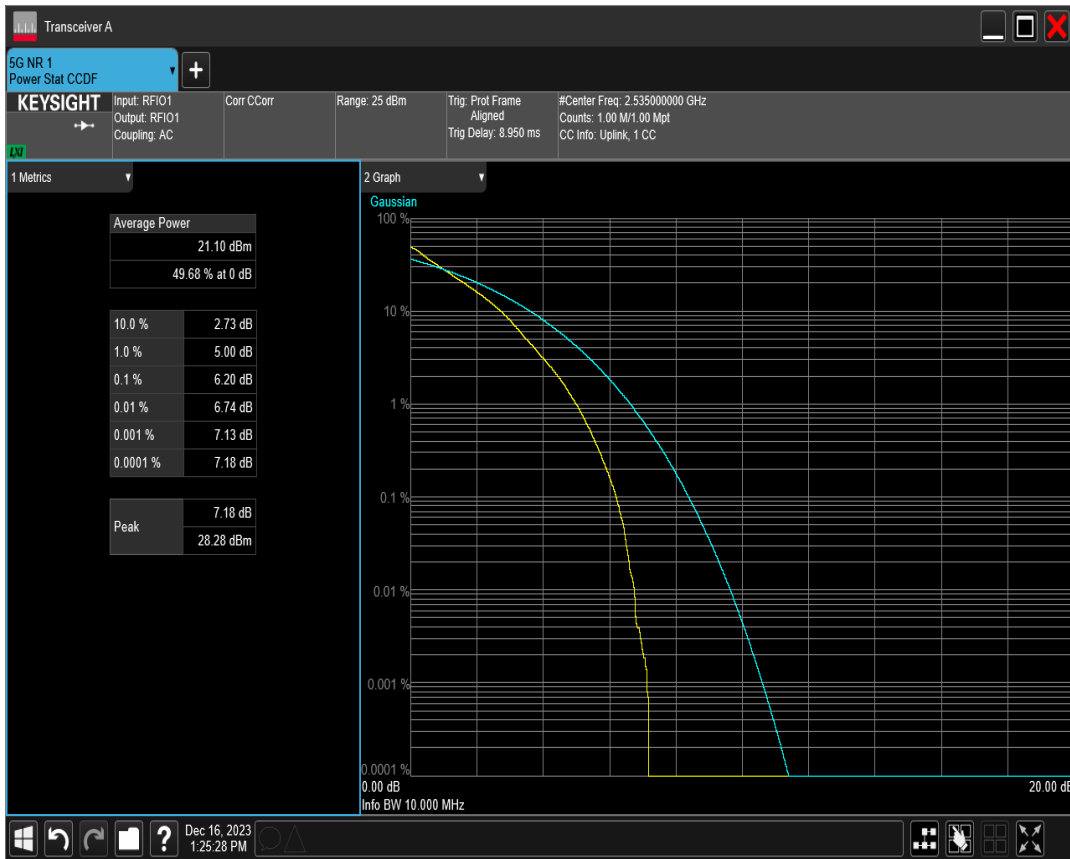 Transceiver A
5G NR 1
Power Stat CCDF
+
KEYSIGHT
LXI
Input: RFIO1
Output: RFIO1
Coupling: AC
Corr CCorr
Range: 25 dBm
Trig: Prot Frame
Aligned
Trig Delay: 8.950 ms
#Center Freq: 2.535000000 GHz
Counts: 1.00 M/1.00 Mpt
CC Info: Uplink, 1 CC
1 Metrics
Average Power
21.10 dBm
49.68 % at 0 dB
10.0 % 2.73 dB
1.0 % 5.00 dB
0.1 % 6.20 dB
0.01 % 6.74 dB
0.001 % 7.13 dB
0.0001 % 7.18 dB
Peak
7.18 dB
28.28 dBm
2 Graph
Gaussian
100 %
10 %
1 %
0.1 %
0.01 %
0.001 %
0.0001 %
0.00 dB
20.00 dB
Info BW 10.000 MHz
?
Dec 16, 2023
1:25:28 PM